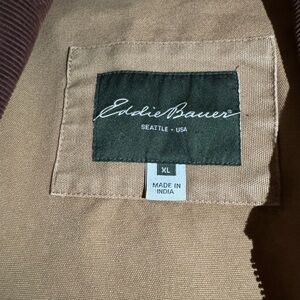 Eddie Bauer®
SEATTLE • USA
XL
MADE IN
INDIA